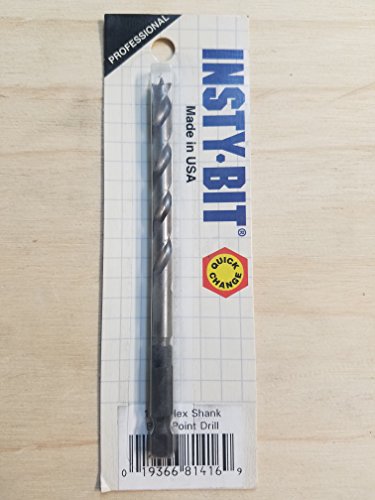 PROFESSIONAL
INSTY·BIT®
Made in USA
QUICK
CHANGE
Hex Shank
Point Drill
0 19366 81416 9